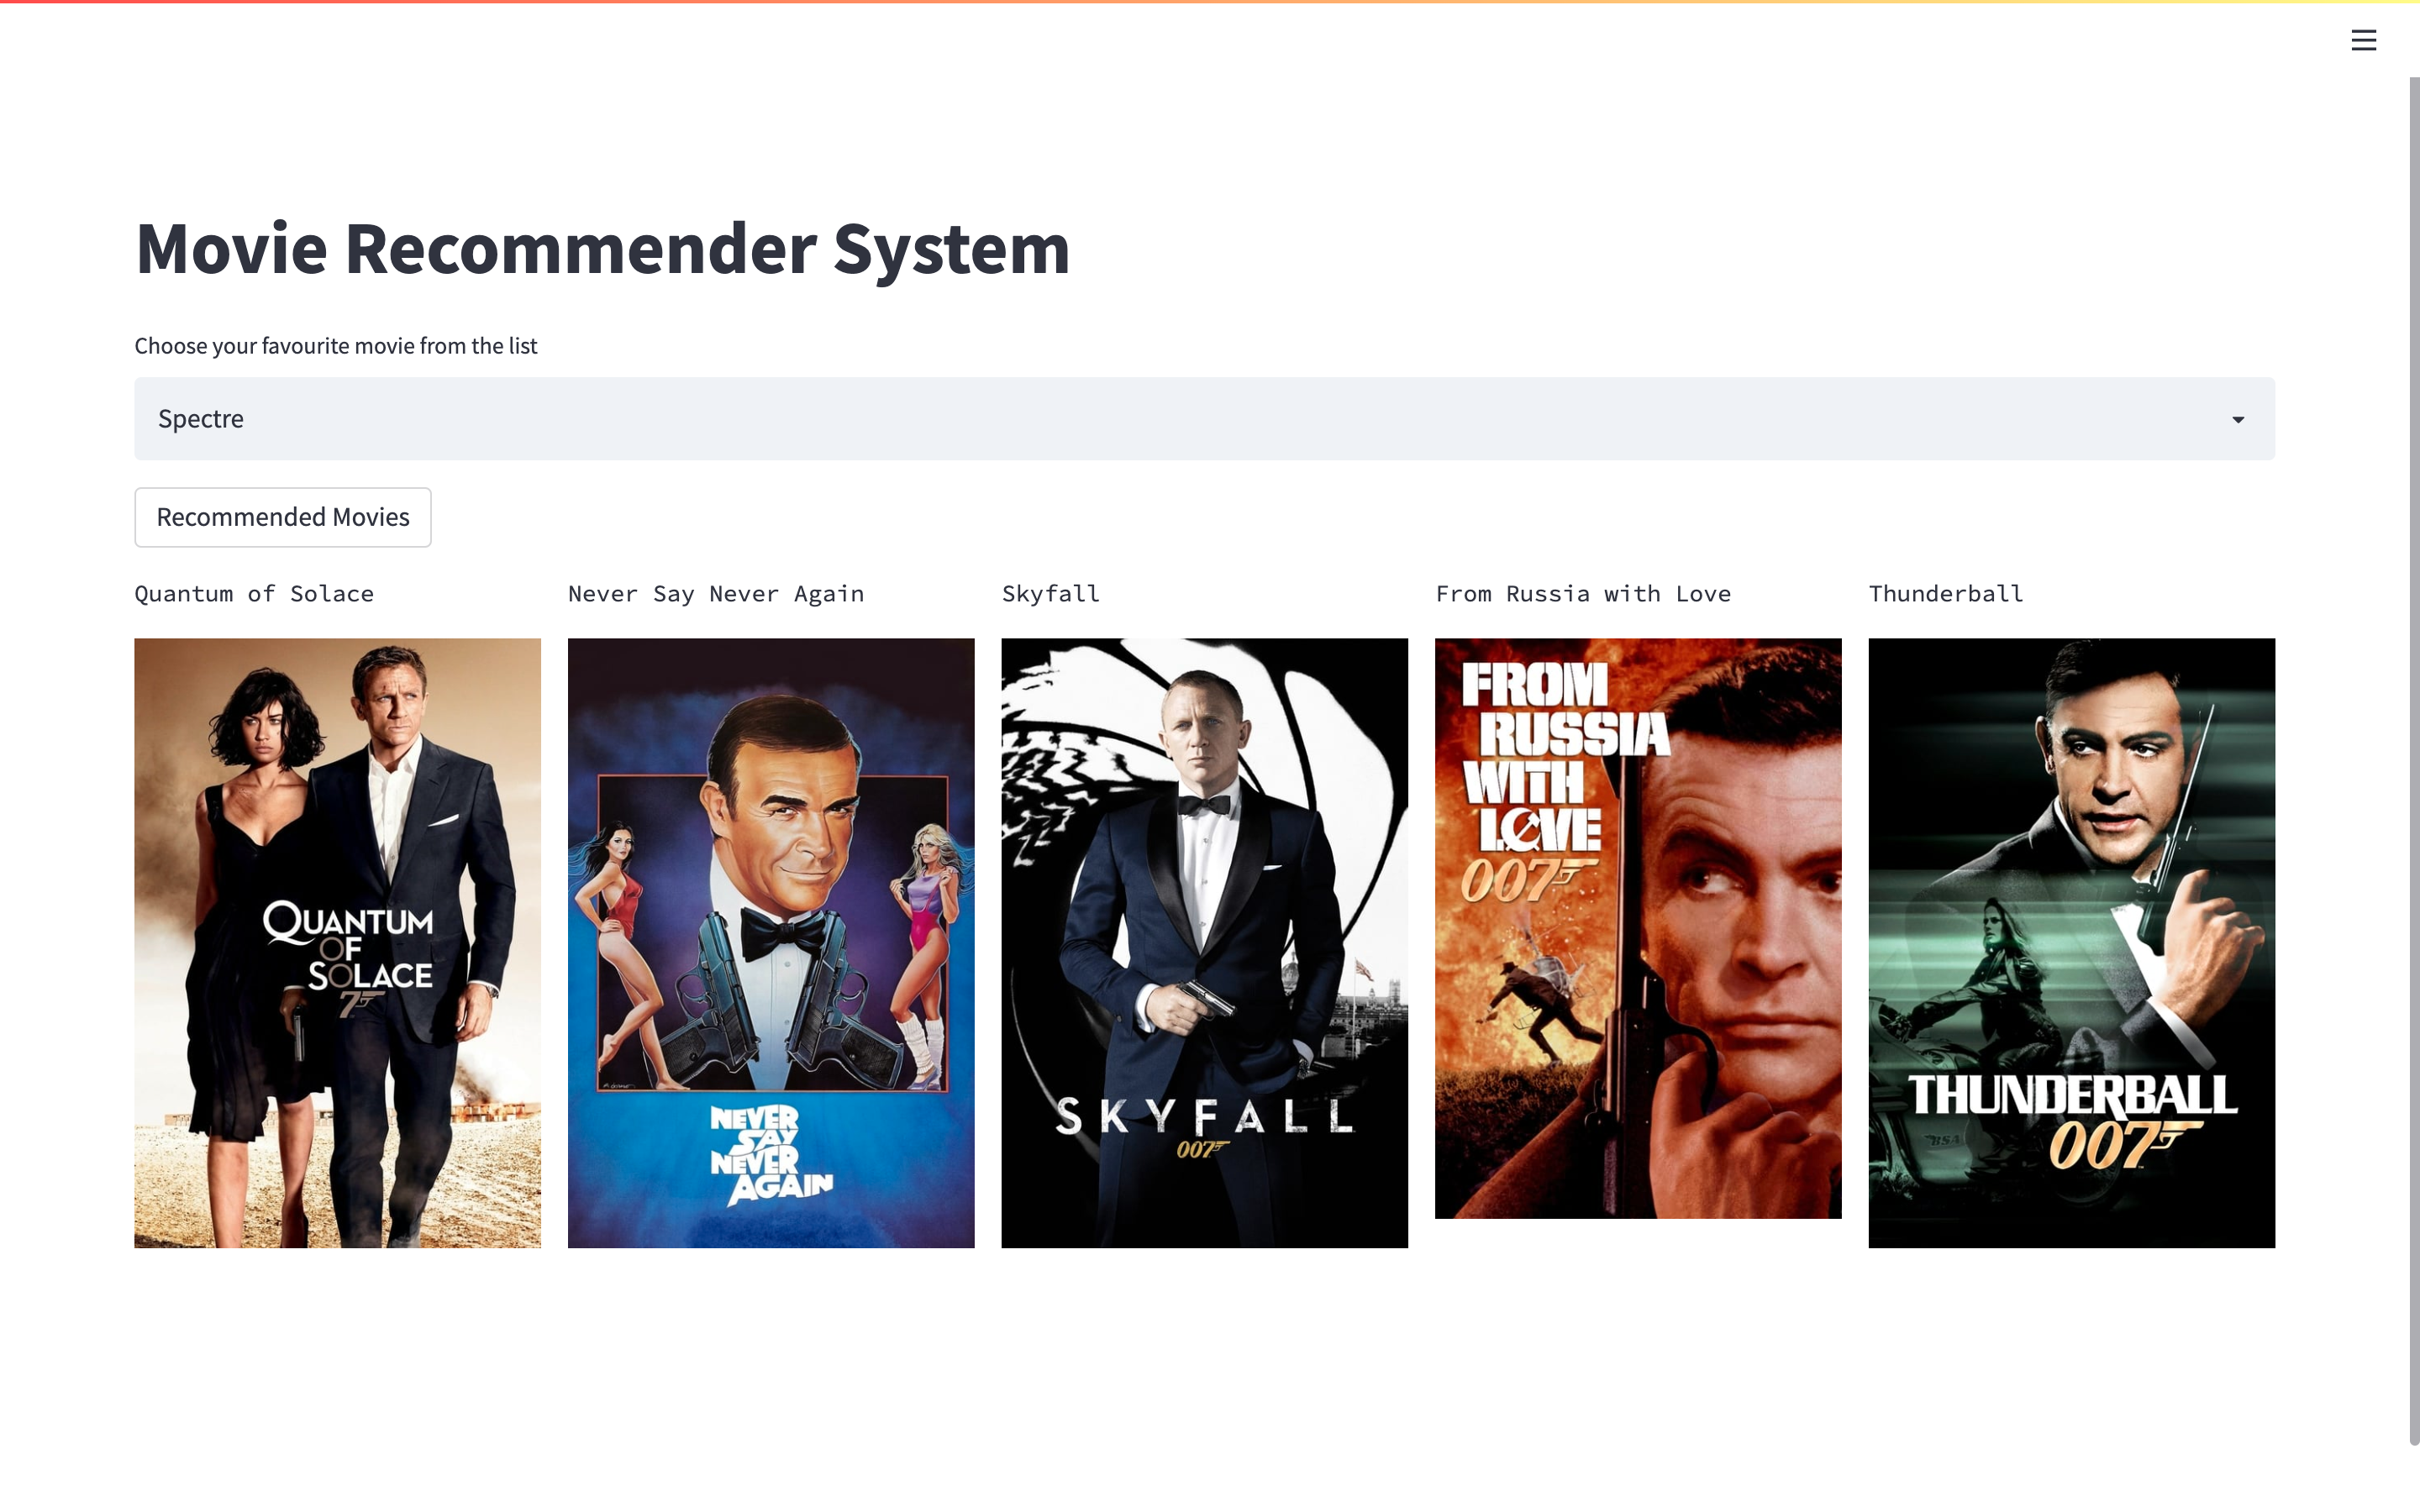 Movie Recommender System
Choose your favourite movie from the list
Spectre
Recommended Movies
Quantum of Solace
Never Say Never Again
Skyfall
From Russia with Love
Thunderball
QUANTUM
OF
SOLACE
7
NEVER
SAY
NEVER
AGAIN
SKYFALL
007
FROM
RUSSIA
WITH
LOVE
007
THUNDERBALL
BSA
007